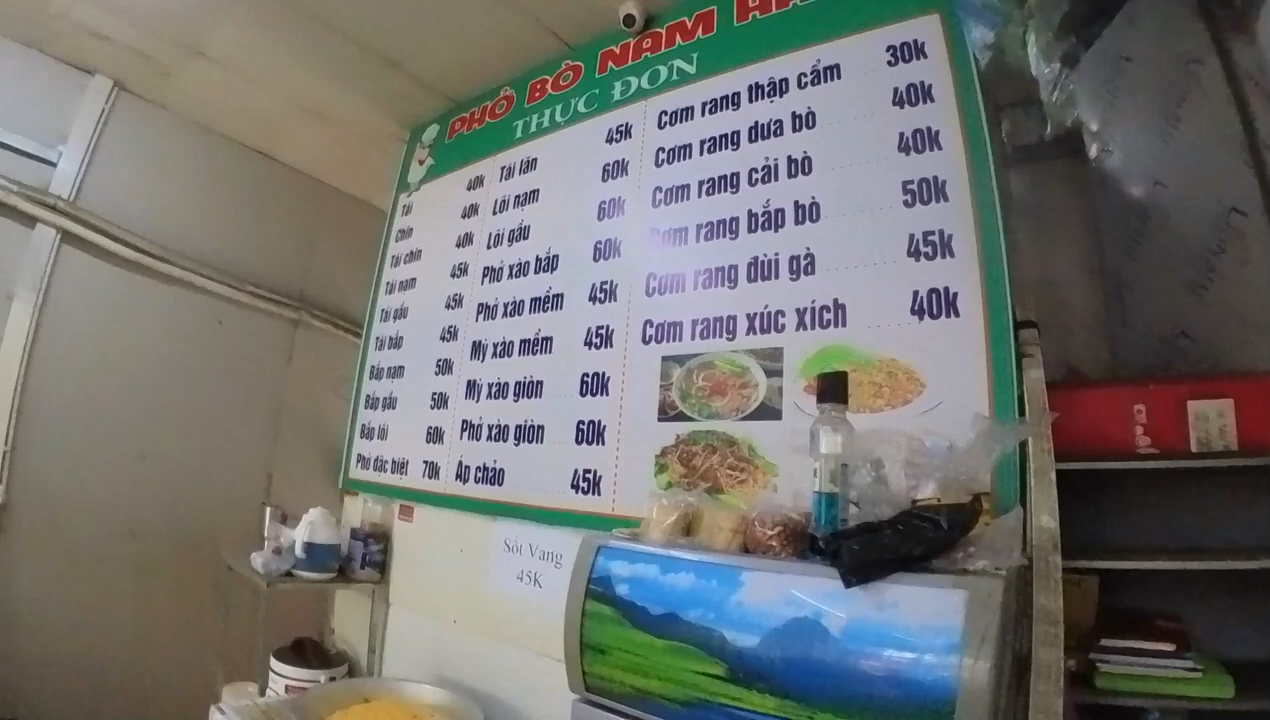 PHỞ BÒ NAM
THỰC ĐƠN
Tái 40k
Chín 40k
Tái chín 40k
Tái nạm 45k
Tái gầu 45k
Tái bắp 45k
Bắp nạm 50k
Bắp gầu 50k
Bắp lõi 60k
Phở đặc biệt 70k
Tái lăn 45k
Lõi nạm 60k
Lõi gầu 60k
Phở xào bắp 60k
Phở xào mềm 45k
Mỳ xào mềm 45k
Mỳ xào giòn 60k
Phở xào giòn 60k
Áp chảo 45k
Cơm rang thập cẩm 30k
Cơm rang dưa bò 40k
Cơm rang cải bò 40k
Cơm rang bắp bò 50k
Cơm rang đùi gà 45k
Cơm rang xúc xích 40k
Sốt Vang
45K